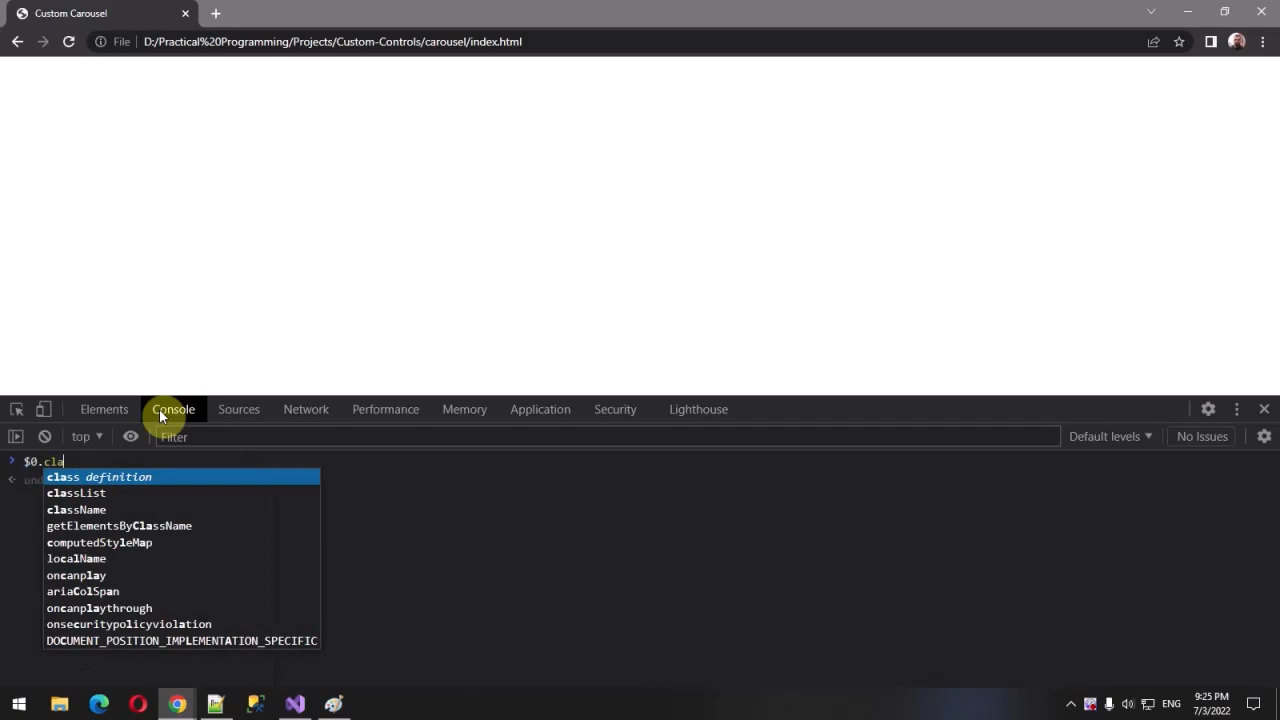 Custom Carousel
File
D:/Practical%20Programming/Projects/Custom-Controls/carousel/index.html
Elements
Console
Sources
Network
Performance
Memory
Application
Security
Lighthouse
top
Filter
Default levels
No Issues
$0.cla
class definition
classList
className
getElementsByClassName
computedStyleMap
localName
oncanplay
ariaColSpan
oncanplaythrough
onsecuritypolicyviolation
DOCUMENT_POSITION_IMPLEMENTATION_SPECIFIC
ENG
9:25 PM
7/3/2022